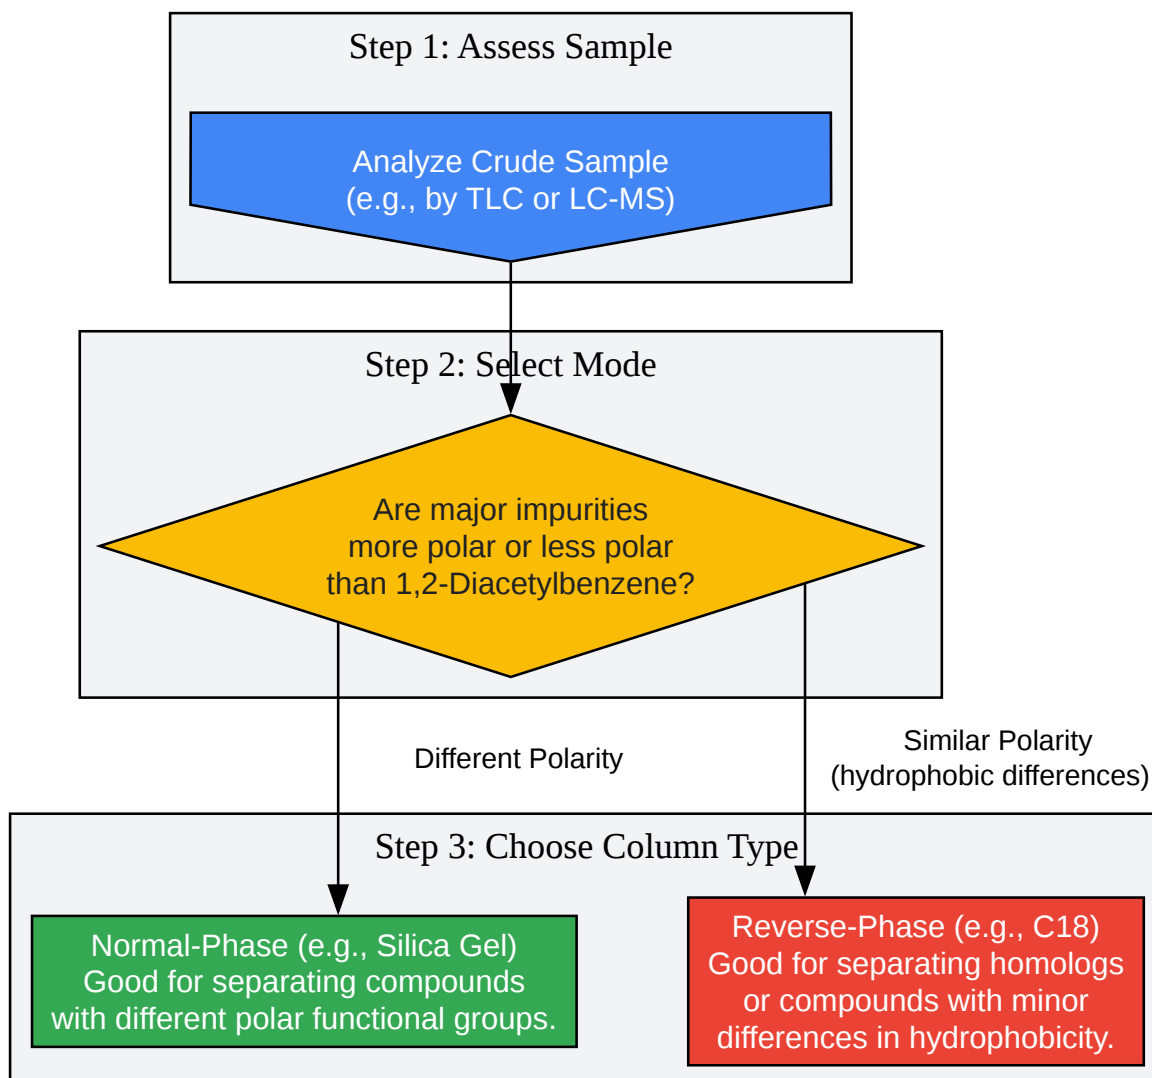 Step 1: Assess Sample
Analyze Crude Sample
(e.g., by TLC or LC-MS)
Step 2: Select Mode
Are major impurities
more polar or less polar
than 1,2-Diacetylbenzene?
Different Polarity
Similar Polarity
(hydrophobic differences)
Step 3: Choose Column Type
Normal-Phase (e.g., Silica Gel)
Good for separating compounds
with different polar functional groups.
Reverse-Phase (e.g., C18)
Good for separating homologs
or compounds with minor
differences in hydrophobicity.